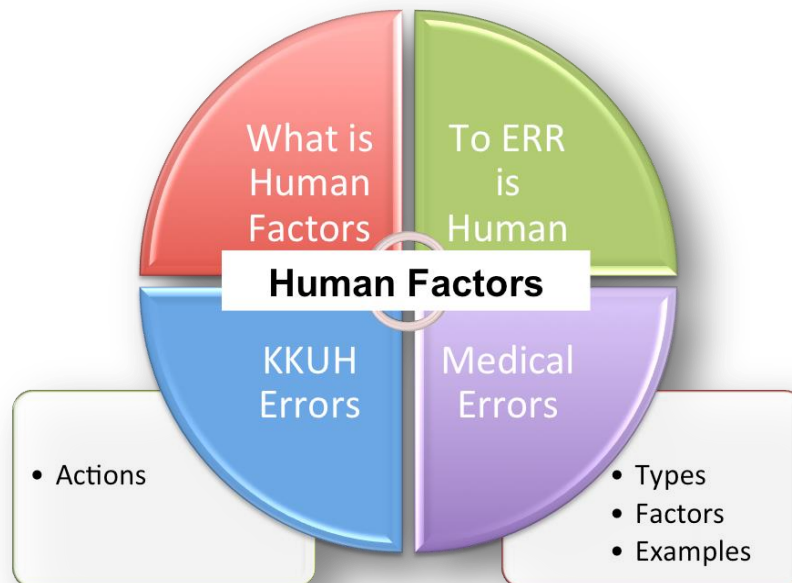 What is
Human
Factors
To ERR
is
Human
Human Factors
KKUH
Errors
Medical
Errors
• Actions
• Types
• Factors
• Examples